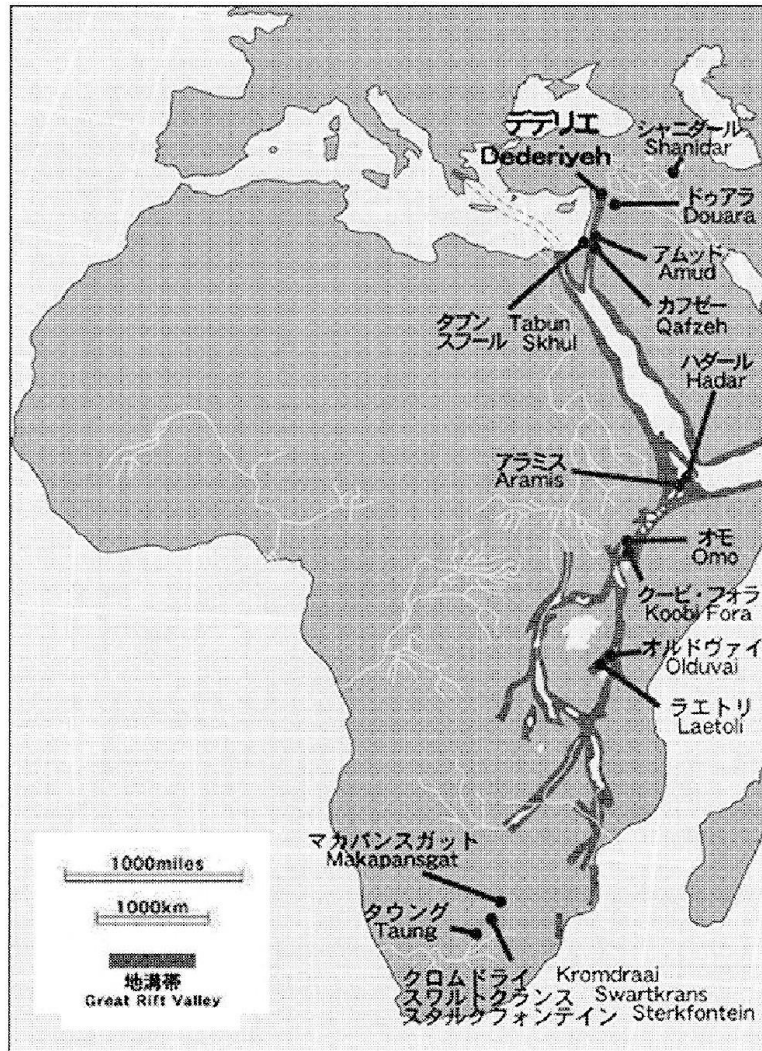 デデリエ
Dederiyeh
シャニダール
Shanidar
ドゥアラ
Douara
アムッド
Amud
カフゼー
Qafzeh
タブン Tabun
スフール Skhul
ハダール
Hadar
アラミス
Aramis
オモ
Omo
クービ・フォラ
Koobi Fora
オルドヴァイ
Olduvai
ラエトリ
Laetoli
マカパンスガット
Makapansgat
タウング
Taung
クロムドライ Kromdraai
スワルトクランス Swartkrans
スタルクフォンテイン Sterkfontein
1000miles
1000km
地溝帯
Great Rift Valley